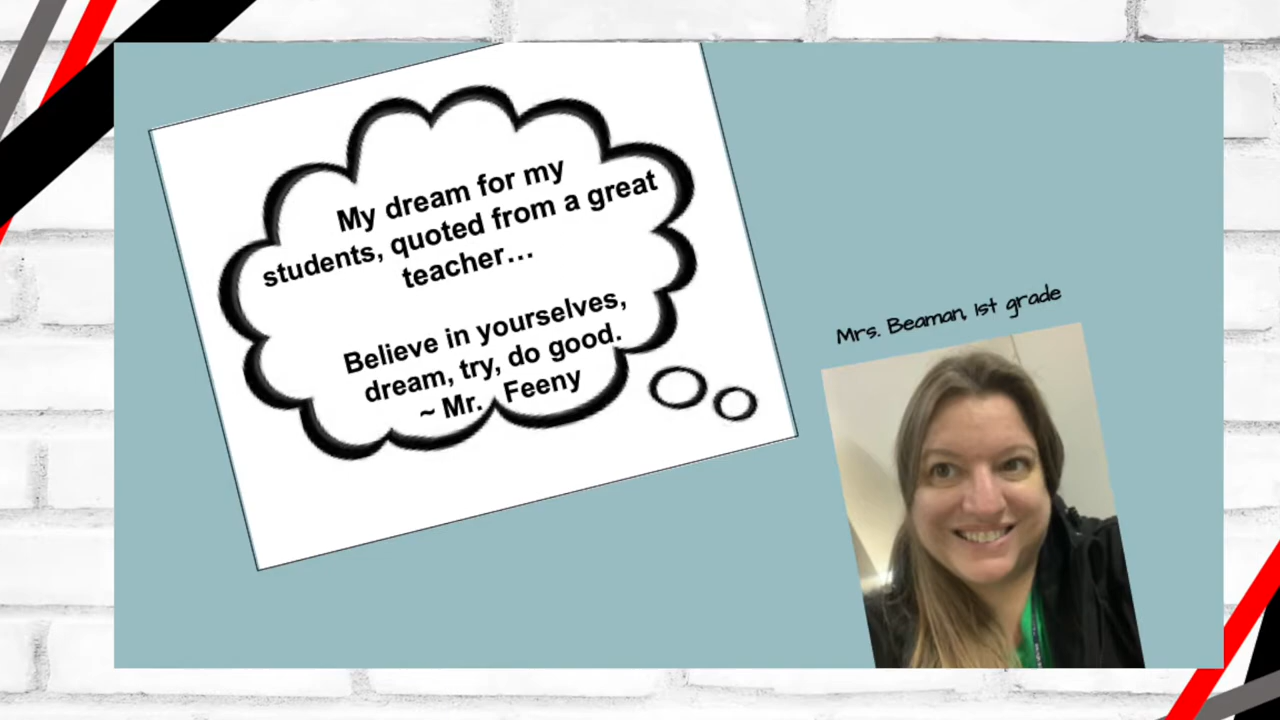 My dream for my
students, quoted from a great
teacher…
Believe in yourselves,
dream, try, do good.
~ Mr. Feeny
Mrs. Beaman, 1st grade